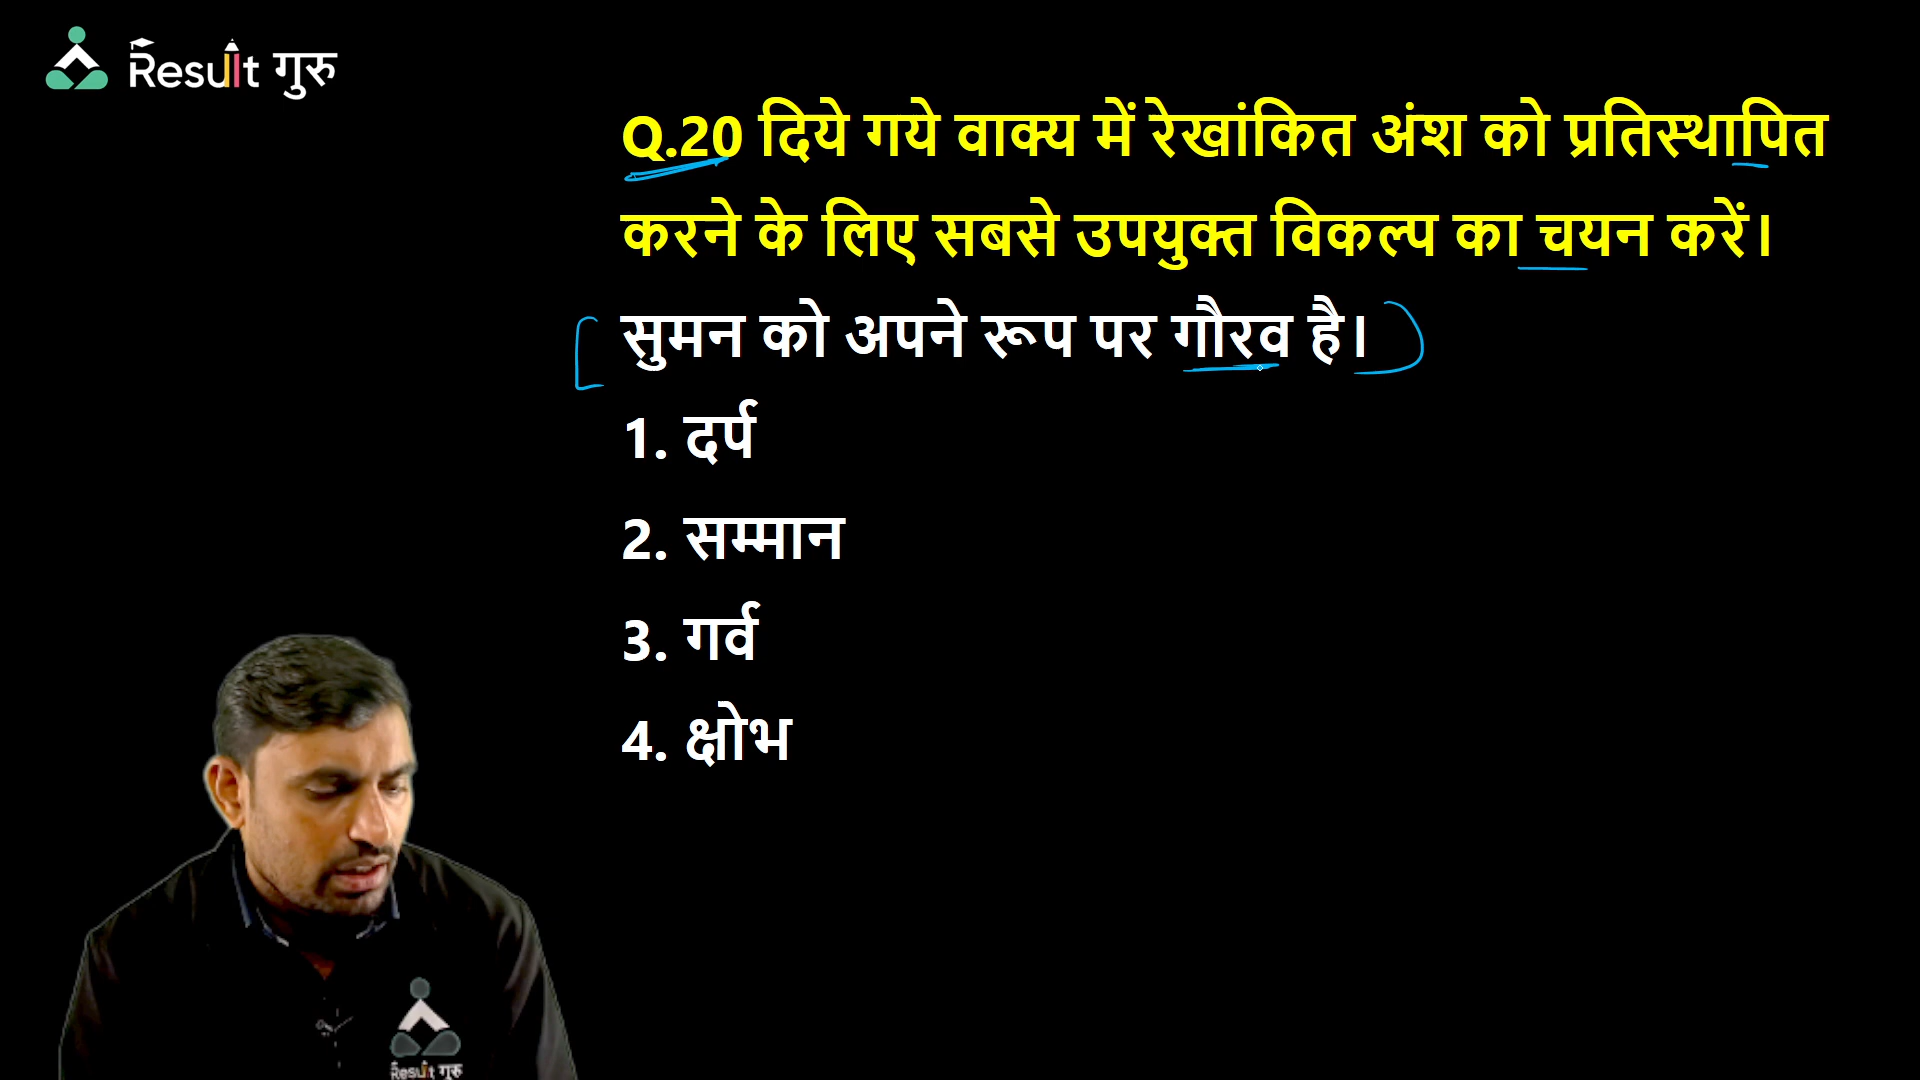 Result गुरु
Q.20 दिये गये वाक्य में रेखांकित अंश को प्रतिस्थापित
करने के लिए सबसे उपयुक्त विकल्प का चयन करें।
सुमन को अपने रूप पर गौरव है।
1. दर्प
2. सम्मान
3. गर्व
4. क्षोभ
Result गुरु